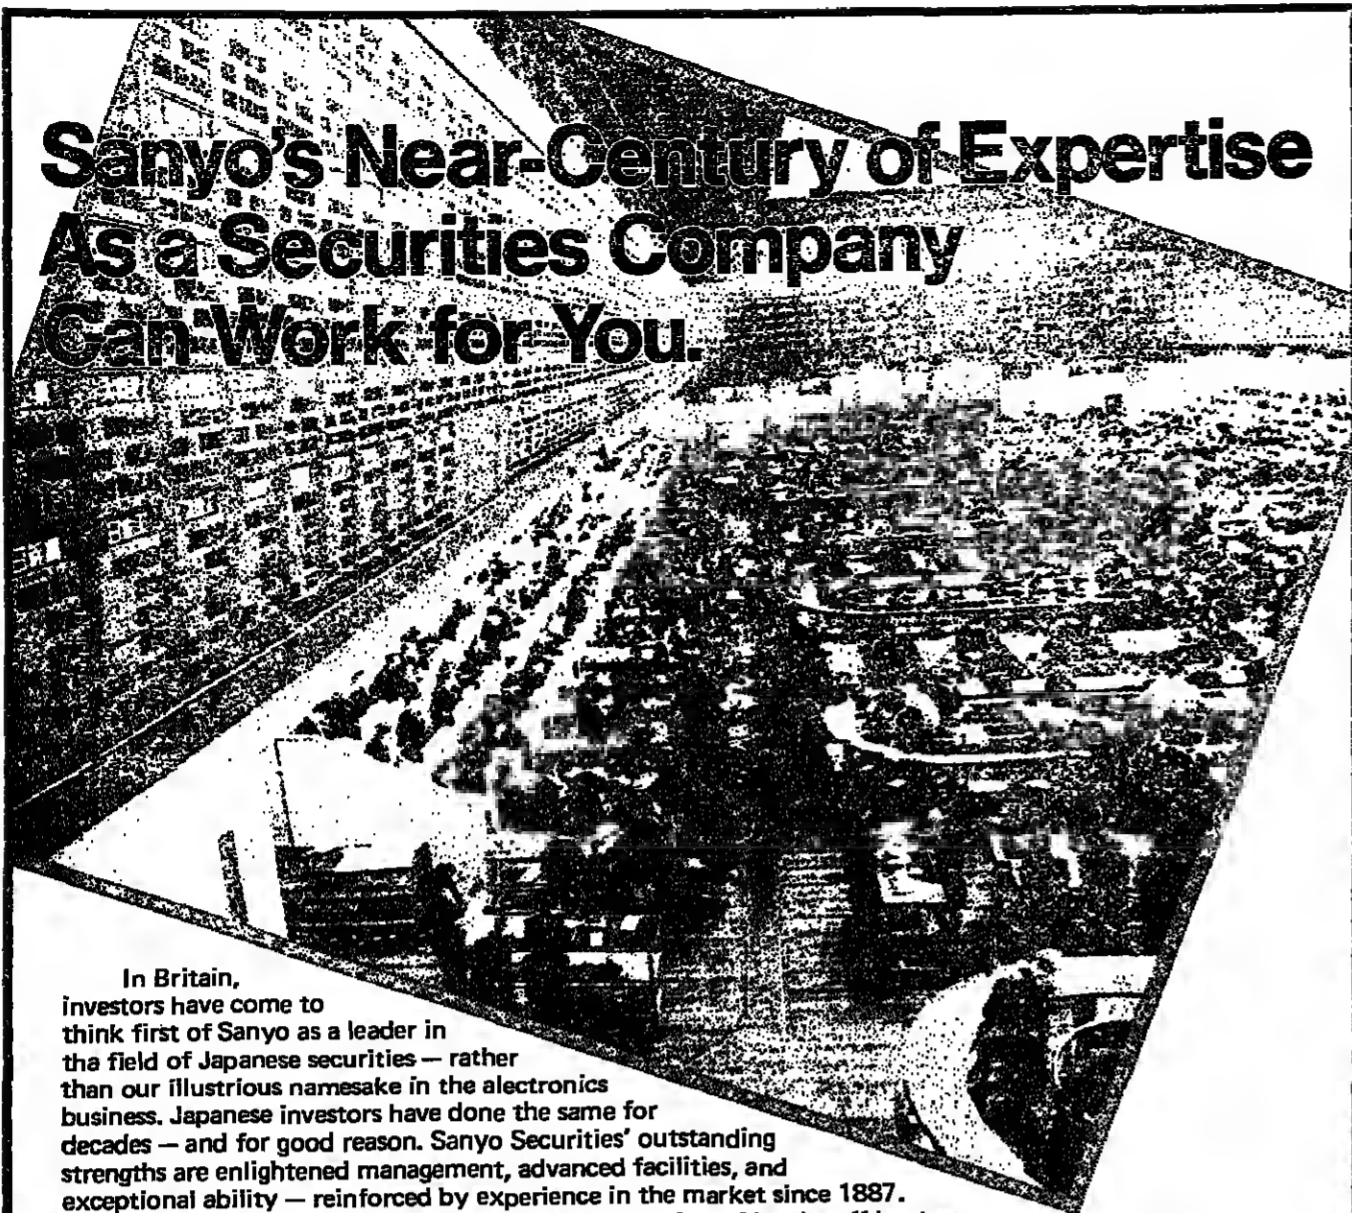 Sanyo's Near-Century of Expertise
As a Securities Company
Can Work for You.
In Britain,
investors have come to
think first of Sanyo as a leader in
tha field of Japanese securities — rather
than our illustrious namesake in the alectronics
business. Japanese investors have done the same for
decades — and for good reason. Sanyo Securities' outstanding
strengths are enlightened management, advanced facilities, and
exceptional ability — reinforced by experience in the market since 1887.